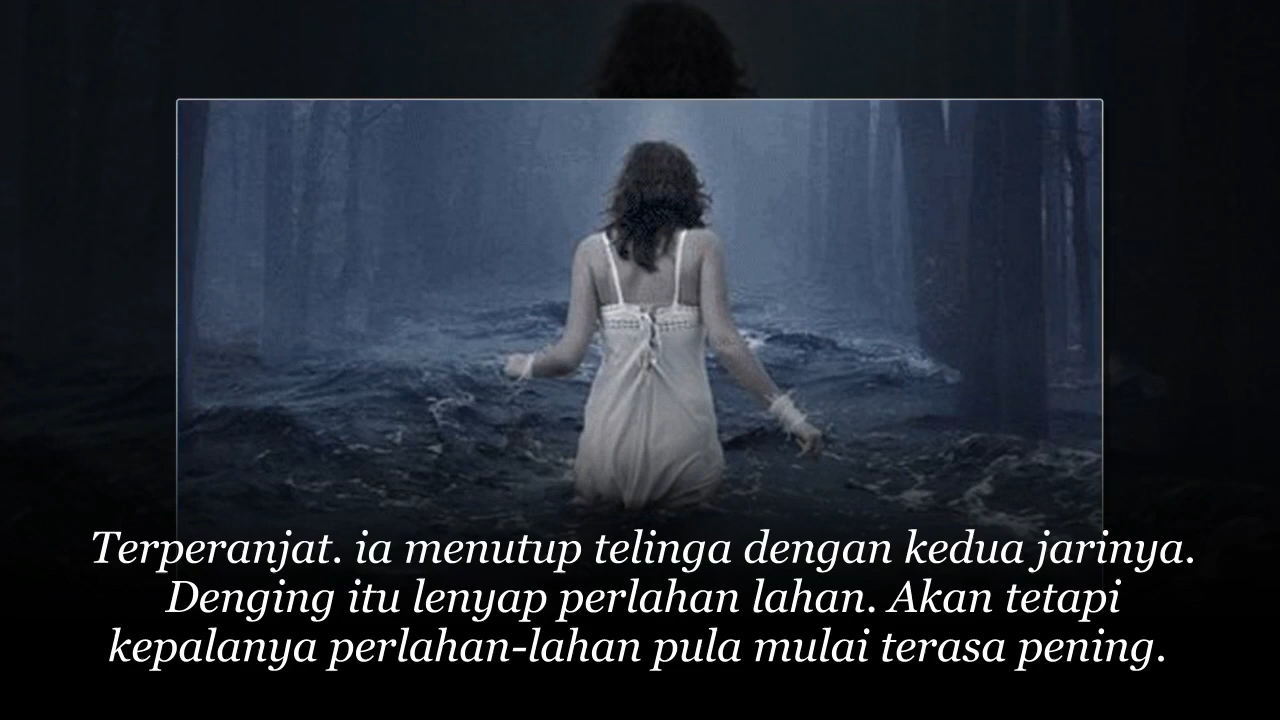 Terperanjat. ia menutup telinga dengan kedua jarinya.
Denging itu lenyap perlahan lahan. Akan tetapi
kepalanya perlahan-lahan pula mulai terasa pening.